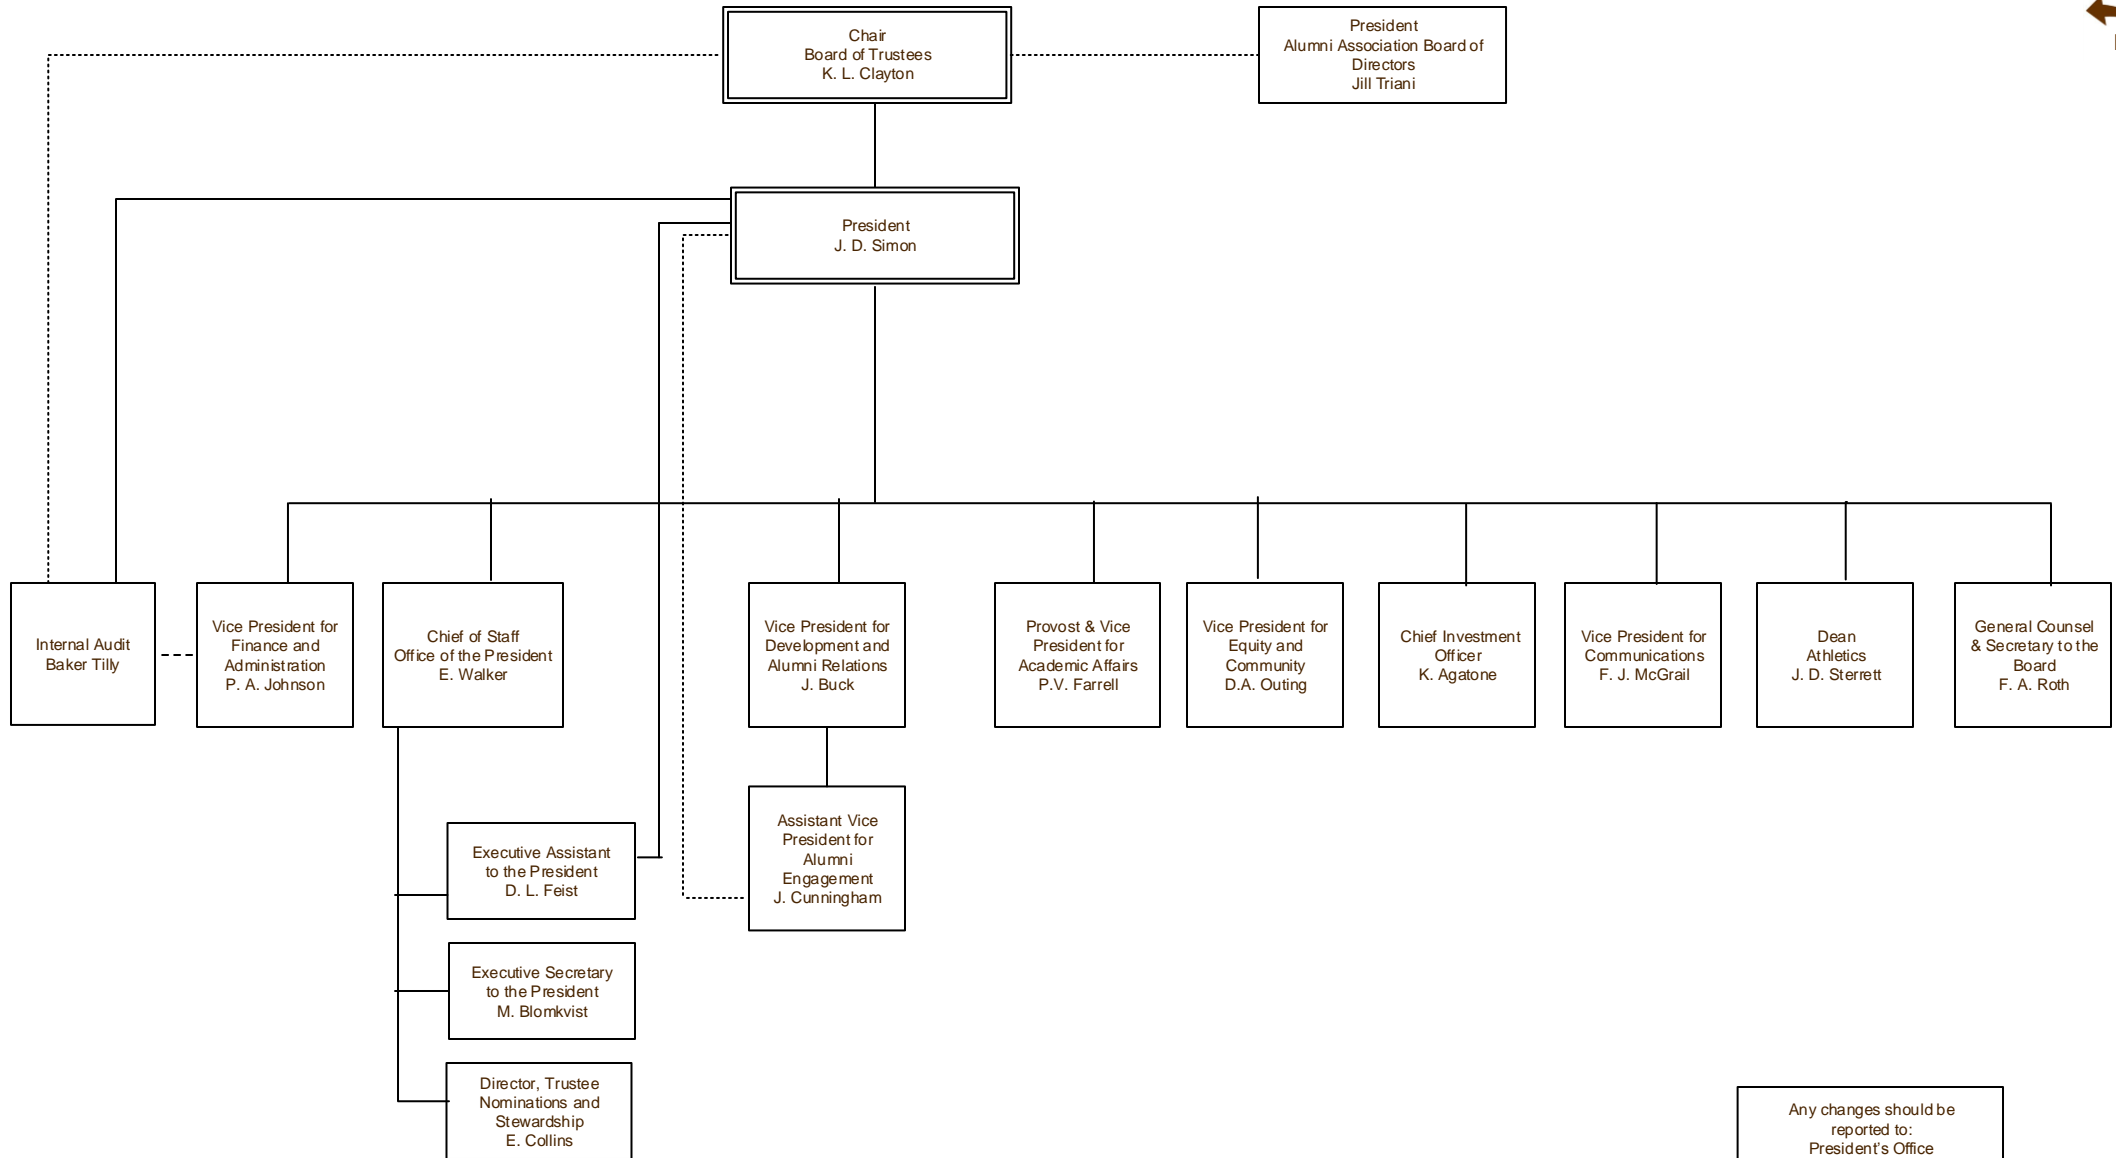 Chair
Board of Trustees
K. L. Clayton
President
Alumni Association Board of
Directors
Jill Triani
President
J. D. Simon
Internal Audit
Baker Tilly
Vice President for
Finance and
Administration
P. A. Johnson
Chief of Staff
Office of the President
E. Walker
Vice President for
Development and
Alumni Relations
J. Buck
Provost & Vice
President for
Academic Affairs
P.V. Farrell
Vice President for
Equity and
Community
D.A. Outing
Chief Investment
Officer
K. Agatone
Vice President for
Communications
F. J. McGrail
Dean
Athletics
J. D. Sterrett
General Counsel
& Secretary to the
Board
F. A. Roth
Executive Assistant
to the President
D. L. Feist
Assistant Vice
President for
Alumni
Engagement
J. Cunningham
Executive Secretary
to the President
M. Blomkvist
Director, Trustee
Nominations and
Stewardship
E. Collins
Any changes should be
reported to:
President’s Office